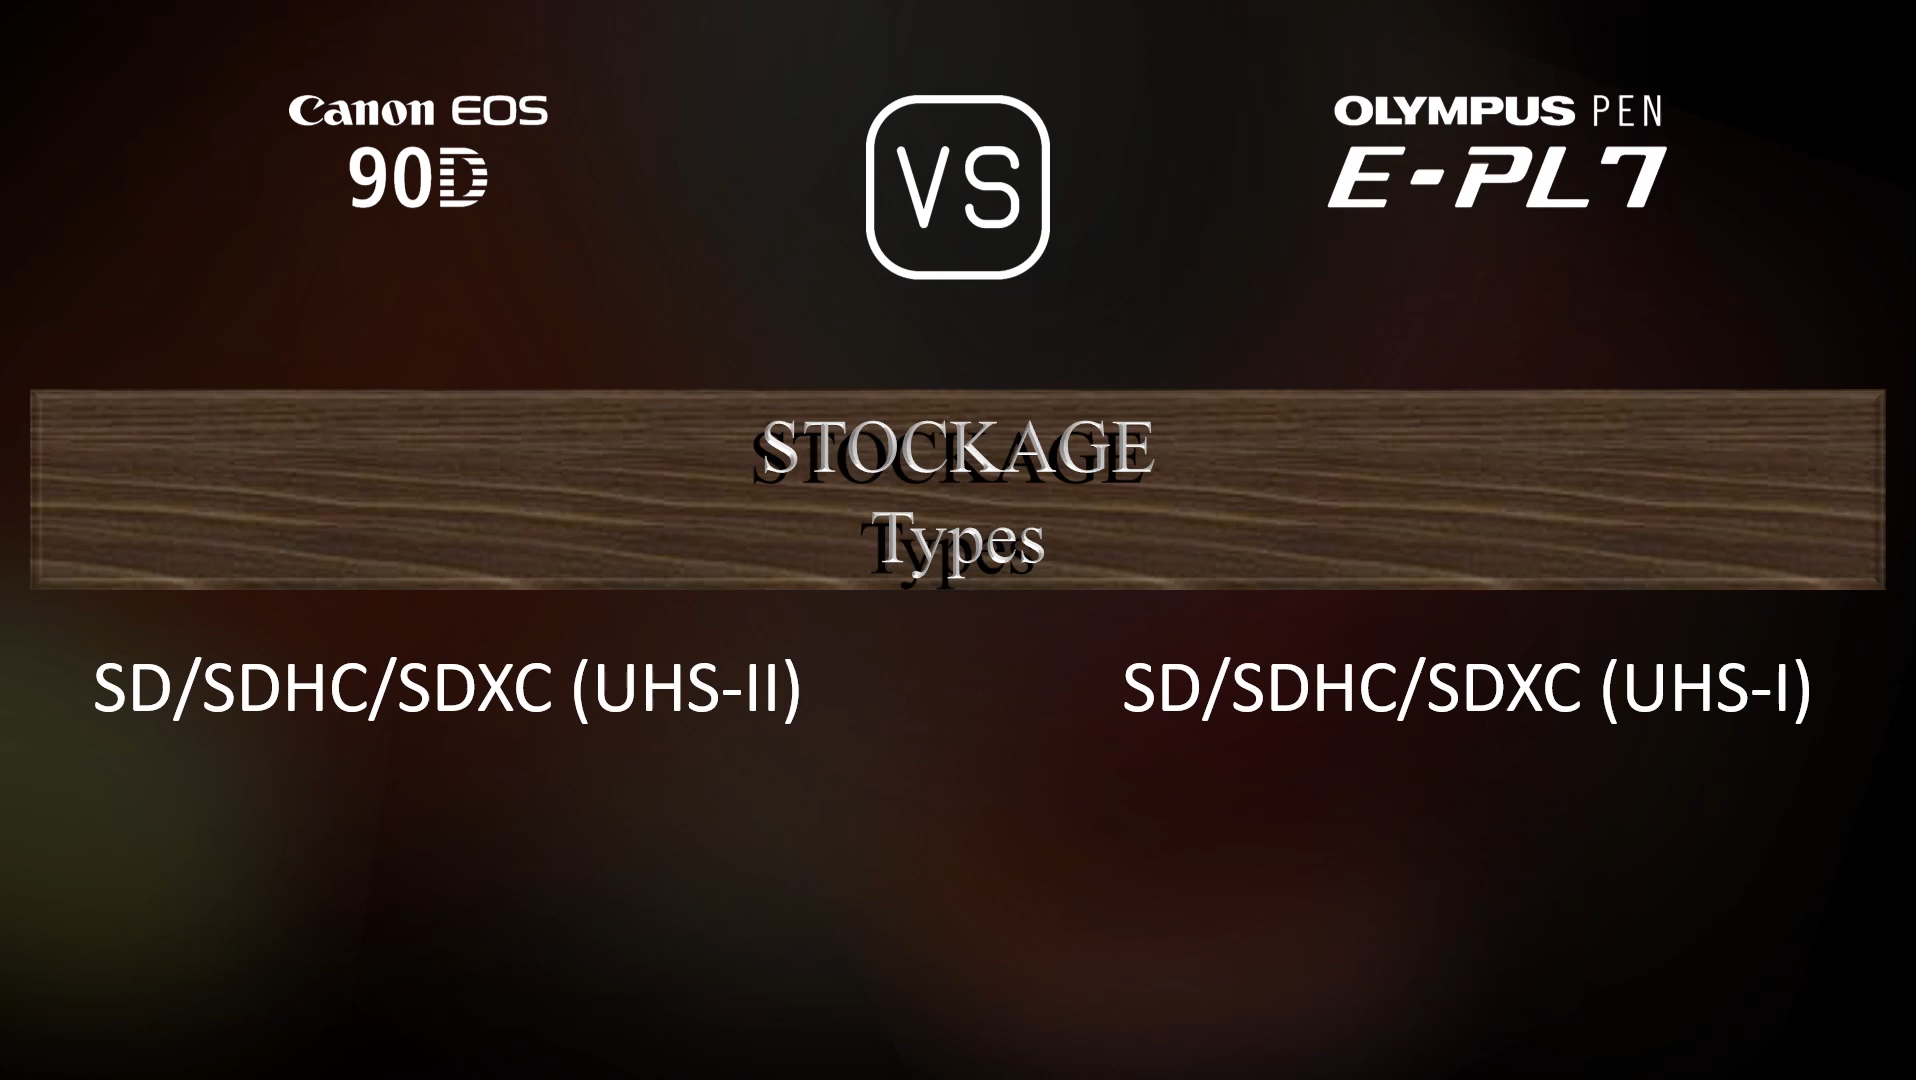 Canon EOS
90D
VS
OLYMPUS PEN
E-PL7
STOCKAGE
Types
SD/SDHC/SDXC (UHS-II)
SD/SDHC/SDXC (UHS-I)